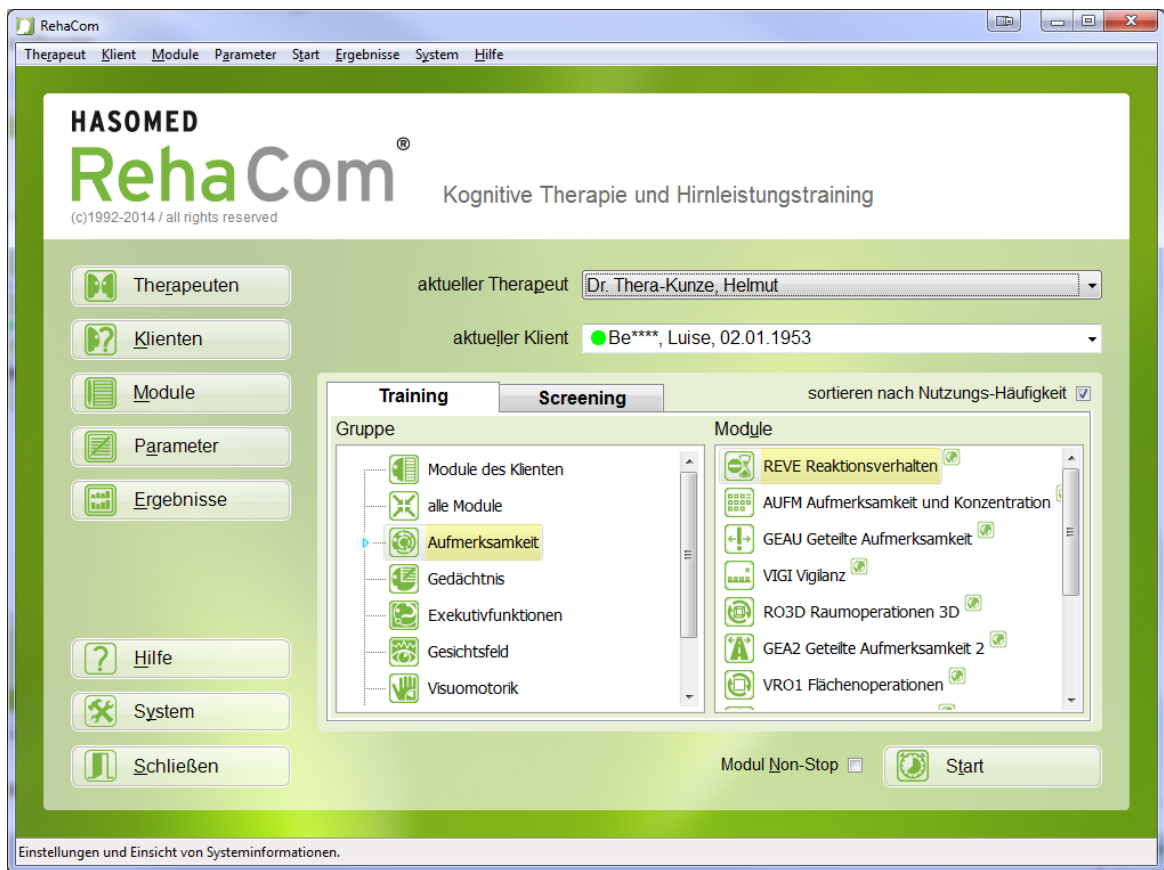 RehaCom
Therapeut Klient Module Parameter Start Ergebnisse System Hilfe
HASOMED
RehaCom®
(c)1992-2014 / all rights reserved
Kognitive Therapie und Hirnleistungstraining
Therapeuten
Klienten
Module
Parameter
Ergebnisse
Hilfe
System
Schließen
aktueller Therapeut Dr. Thera-Kunze, Helmut
aktueller Klient Be****, Luise, 02.01.1953
Training Screening sortieren nach Nutzungs-Häufigkeit
Gruppe
Module des Klienten
alle Module
Aufmerksamkeit
Gedächtnis
Exekutivfunktionen
Gesichtsfeld
Visuomotorik
Module
REVE Reaktionsverhalten
AUFM Aufmerksamkeit und Konzentration
GEAU Geteilte Aufmerksamkeit
VIGI Vigilanz
RO3D Raumoperationen 3D
GEA2 Geteilte Aufmerksamkeit 2
VRO1 Flächenoperationen
Modul Non-Stop Start
Einstellungen und Einsicht von Systeminformationen.